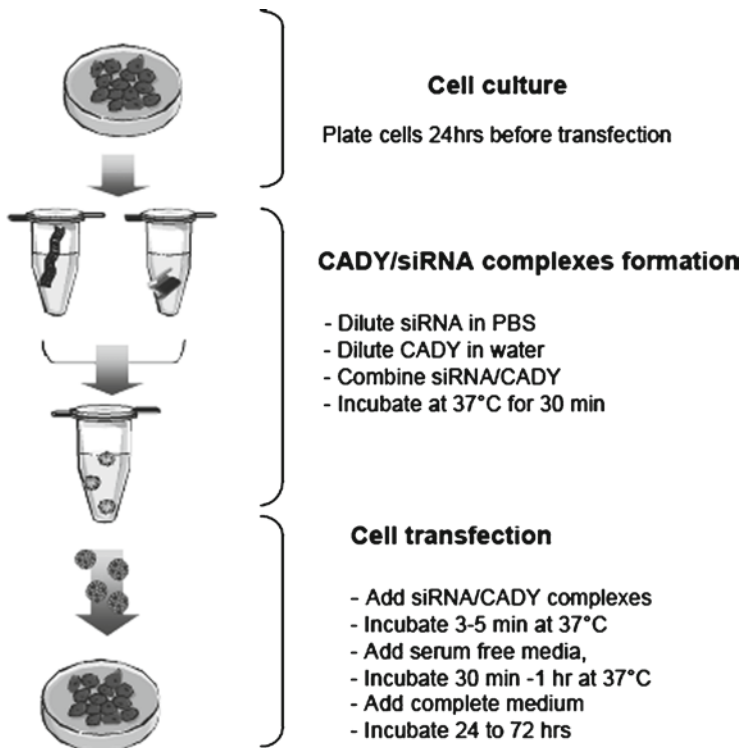 Cell culture
Plate cells 24hrs before transfection
CADY/siRNA complexes formation
- Dilute siRNA in PBS
- Dilute CADY in water
- Combine siRNA/CADY
- Incubate at 37°C for 30 min
Cell transfection
- Add siRNA/CADY complexes
- Incubate 3-5 min at 37°C
- Add serum free media,
- Incubate 30 min -1 hr at 37°C
- Add complete medium
- Incubate 24 to 72 hrs